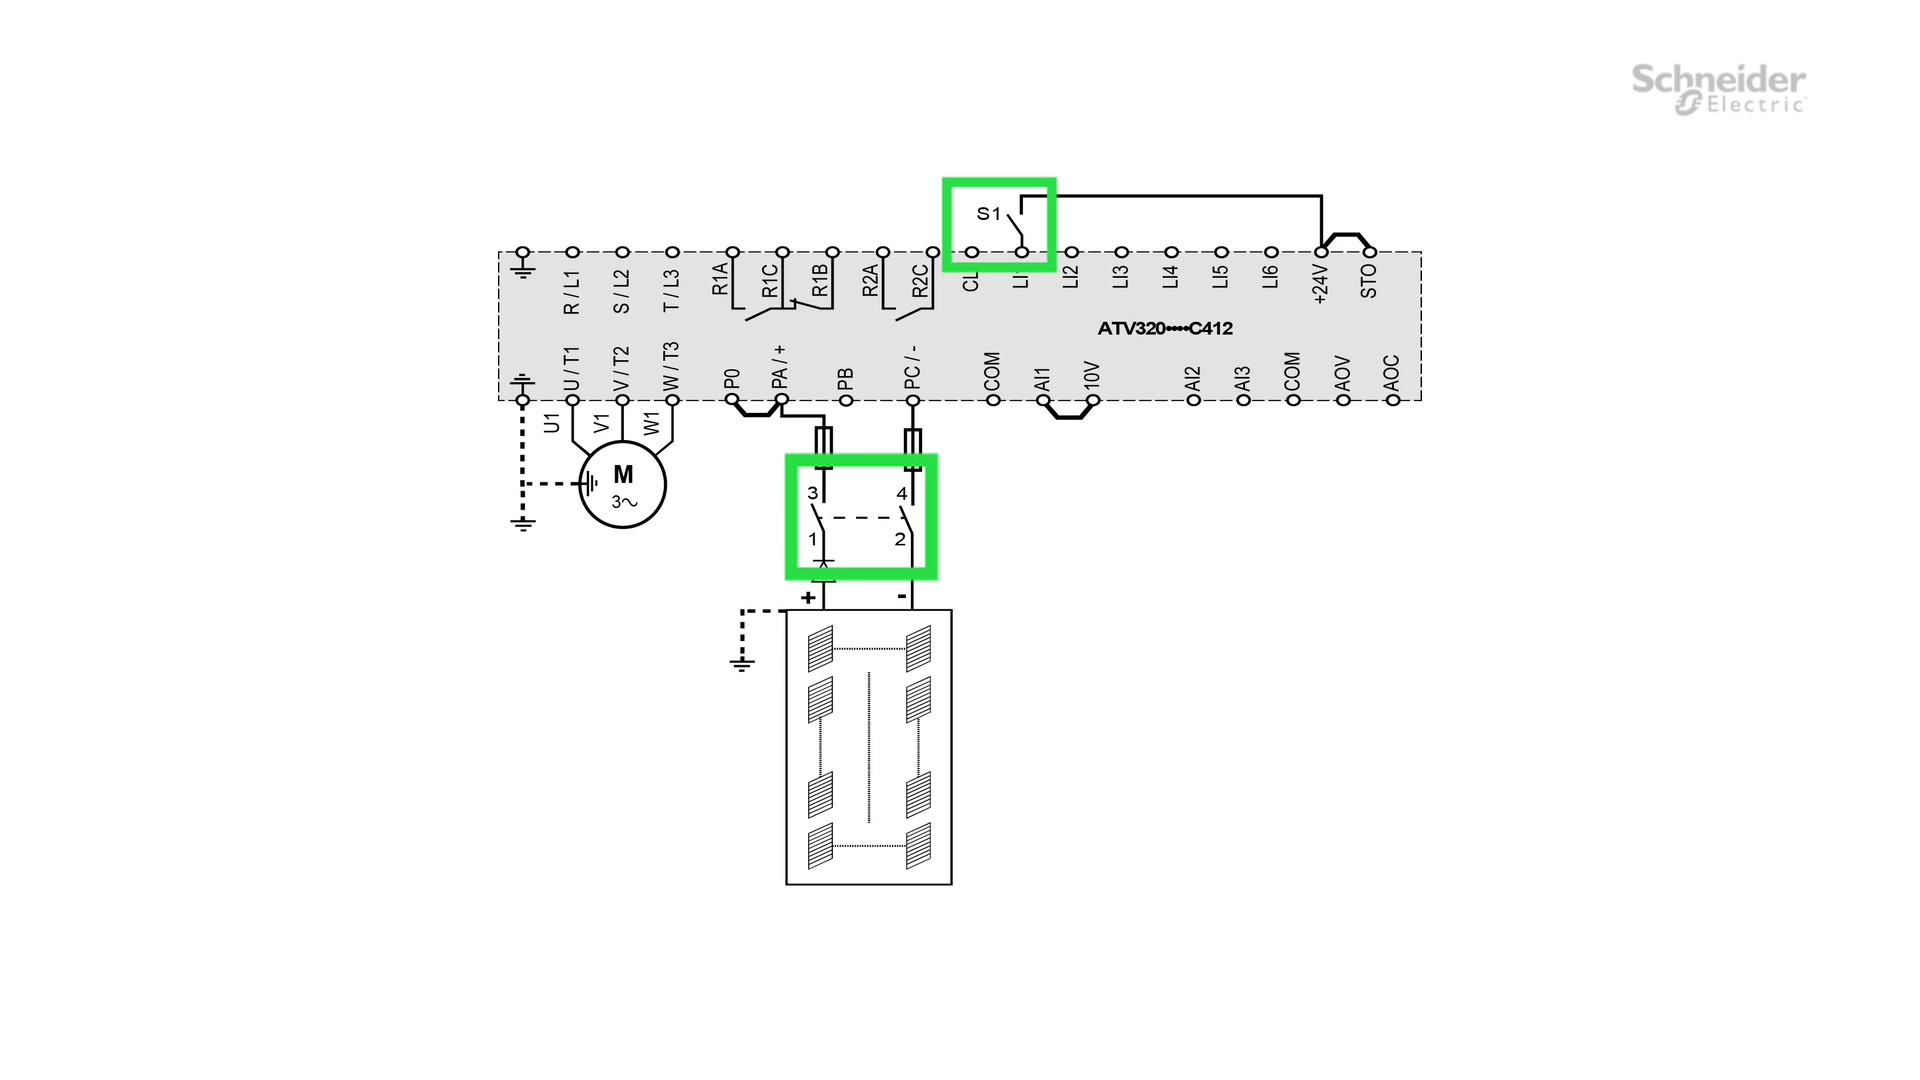 Schneider
Electric
S1
R / L1
S / L2
T / L3
R1A
R1C
R1B
R2A
R2C
LI2
LI3
LI4
LI5
LI6
+24V
STO
ATV320••••C412
U / T1
V / T2
W / T3
P0
PA / +
PB
PC / -
COM
AI1
10V
AI2
AI3
COM
AOV
AOC
U1
V1
W1
M
3~
3
4
1
2
+
-